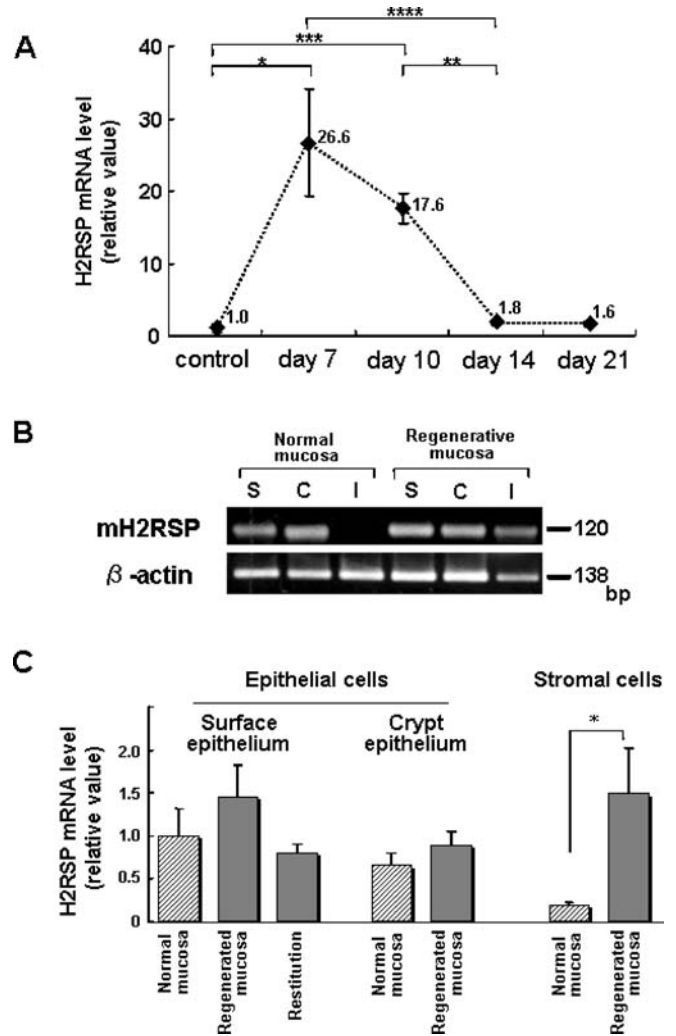 A
****
***
*
**
H2RSP mRNA level
(relative value)
40
30
20
10
0
1.0
26.6
17.6
1.8
1.6
control
day 7
day 10
day 14
day 21
B
Normal
mucosa
Regenerative
mucosa
S C I S C I
mH2RSP
120
β-actin
138
bp
C
Epithelial cells
Stromal cells
Surface
epithelium
Crypt
epithelium
*
H2RSP mRNA level
(relative value)
2.0
1.5
1.0
0.5
0
Normal
mucosa
Regenerated
mucosa
Restitution
Normal
mucosa
Regenerated
mucosa
Normal
mucosa
Regenerated
mucosa